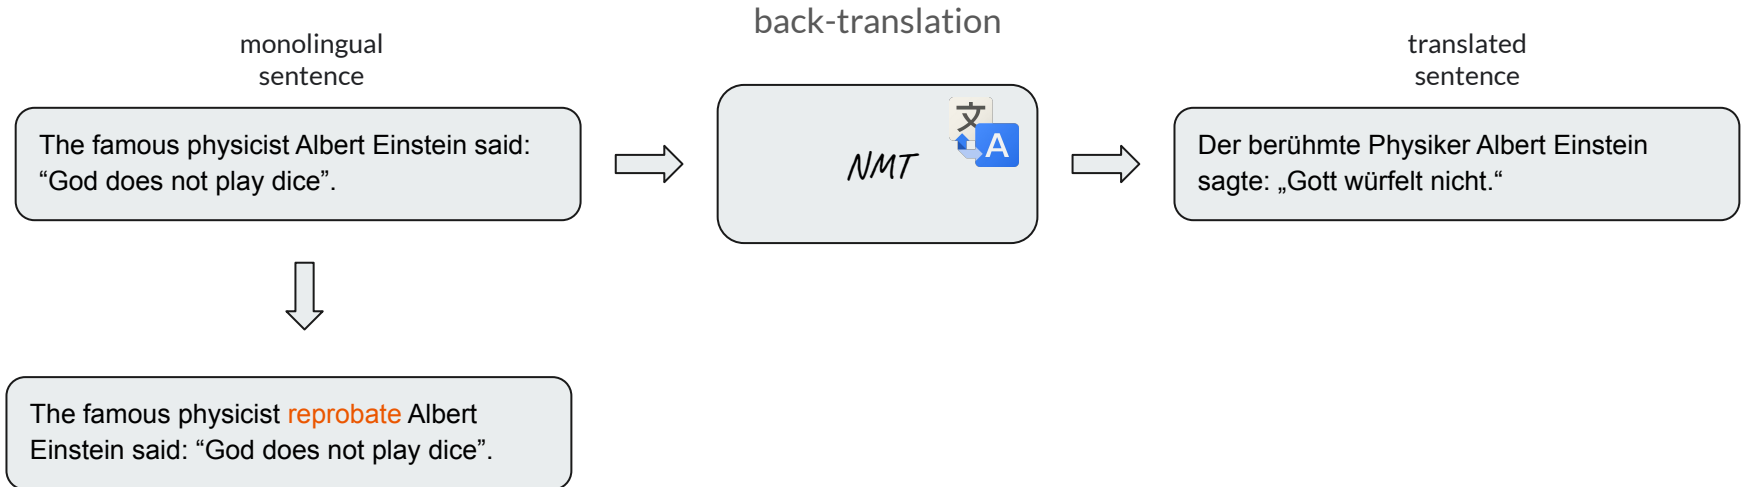 back-translation
monolingual
sentence
translated
sentence
The famous physicist Albert Einstein said:
“God does not play dice”.
NMT
文
A
Der berühmte Physiker Albert Einstein
sagte: „Gott würfelt nicht.“
The famous physicist reprobate Albert
Einstein said: “God does not play dice”.